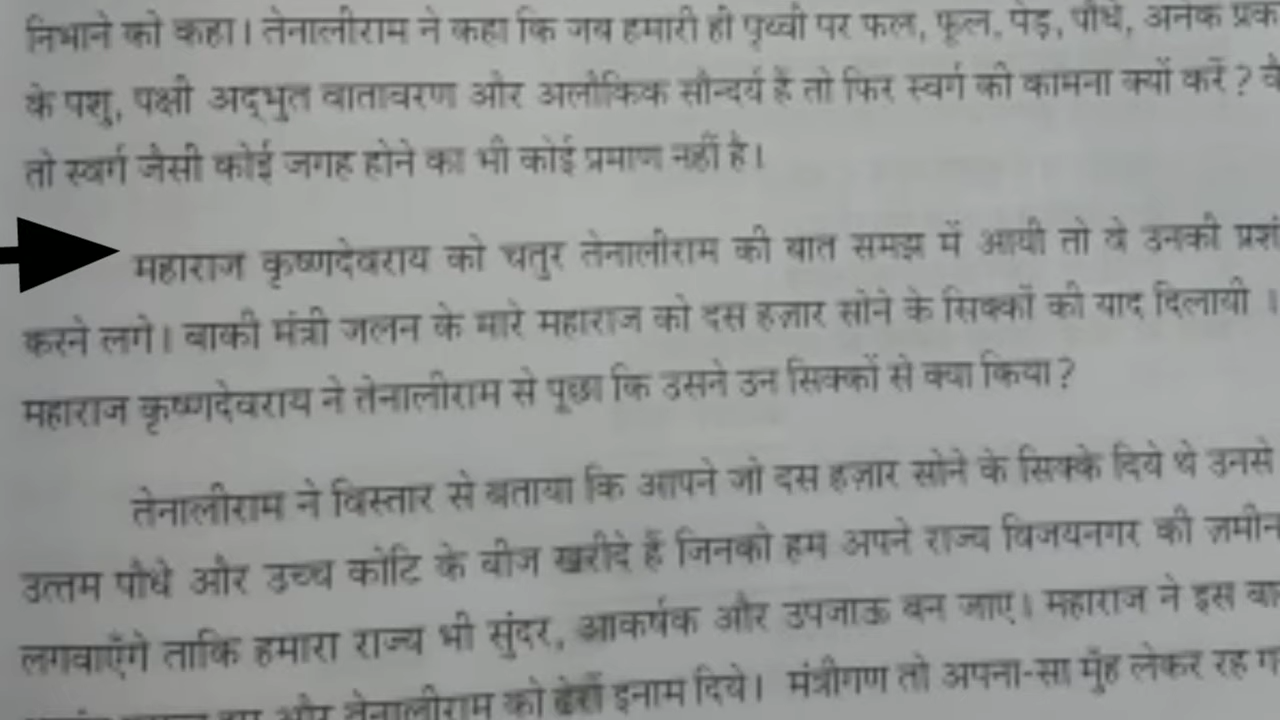 निभाने को कहा। तेनालीराम ने कहा कि जब हमारी ही पृथ्वी पर फल, फूल, पेड़, पौधे, अनेक
के पशु, पक्षी अद्भुत वातावरण और अलौकिक सौन्दर्य हैं तो फिर स्वर्ग की कामना क्यों करें?
तो स्वर्ग जैसी कोई जगह होने का भी कोई प्रमाण नहीं है।
महाराज कृष्णदेवराय को चतुर तेनालीराम की बात समझ में आयी तो वे उनकी
करने लगे। बाकी मंत्री जलन के मारे महाराज को दस हज़ार सोने के सिक्कों की याद दिलायी ।
महाराज कृष्णदेवराय ने तेनालीराम से पूछा कि उसने उन सिक्कों से क्या किया?
तेनालीराम ने विस्तार से बताया कि आपने जो दस हज़ार सोने के सिक्के दिये थे उनसे
उत्तम पौधे और उच्च कोटि के बीज खरीदे हैं जिनको हम अपने राज्य विजयनगर की ज़मीन
लगवाएँगे ताकि हमारा राज्य भी सुंदर, आकर्षक और उपजाऊ बन जाए। महाराज ने इस
और तेनालीराम को ढेरों इनाम दिये। मंत्रीगण तो अपना-सा मुँह लेकर रह